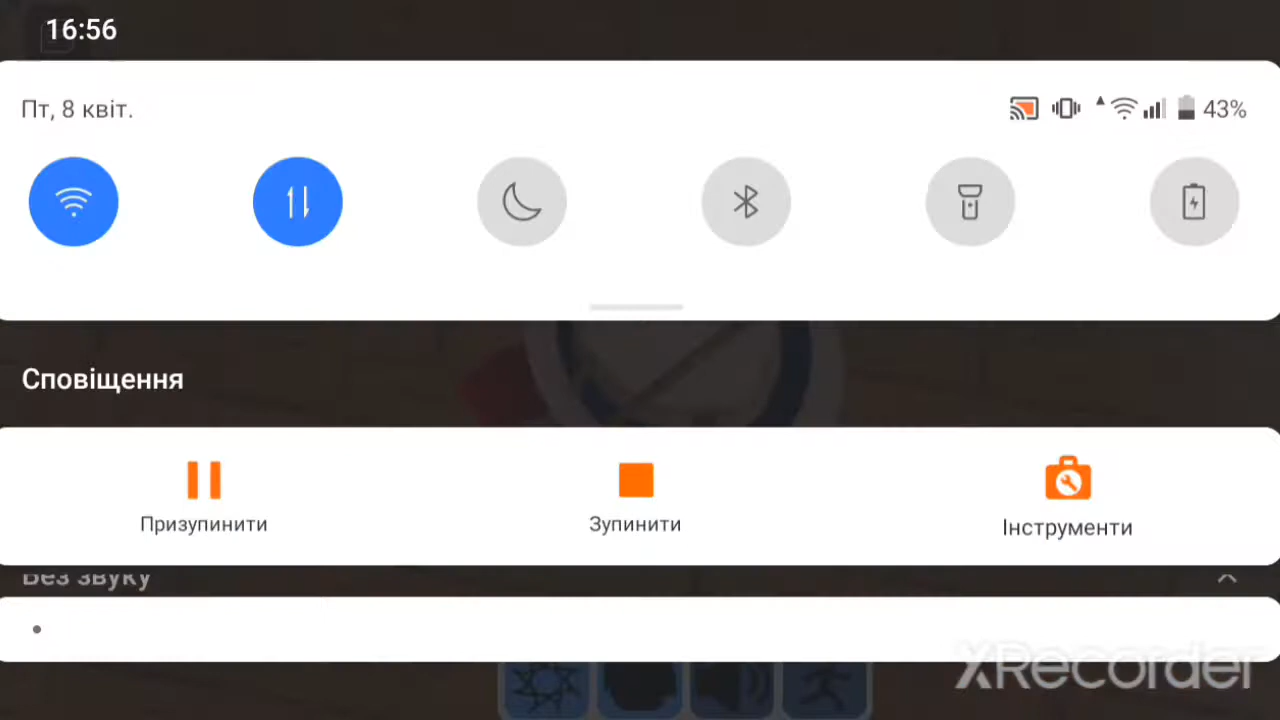 16:56
Пт, 8 квіт.
43%
Сповіщення
Призупинити
Зупинити
Інструменти
Без звуку
XRecorder